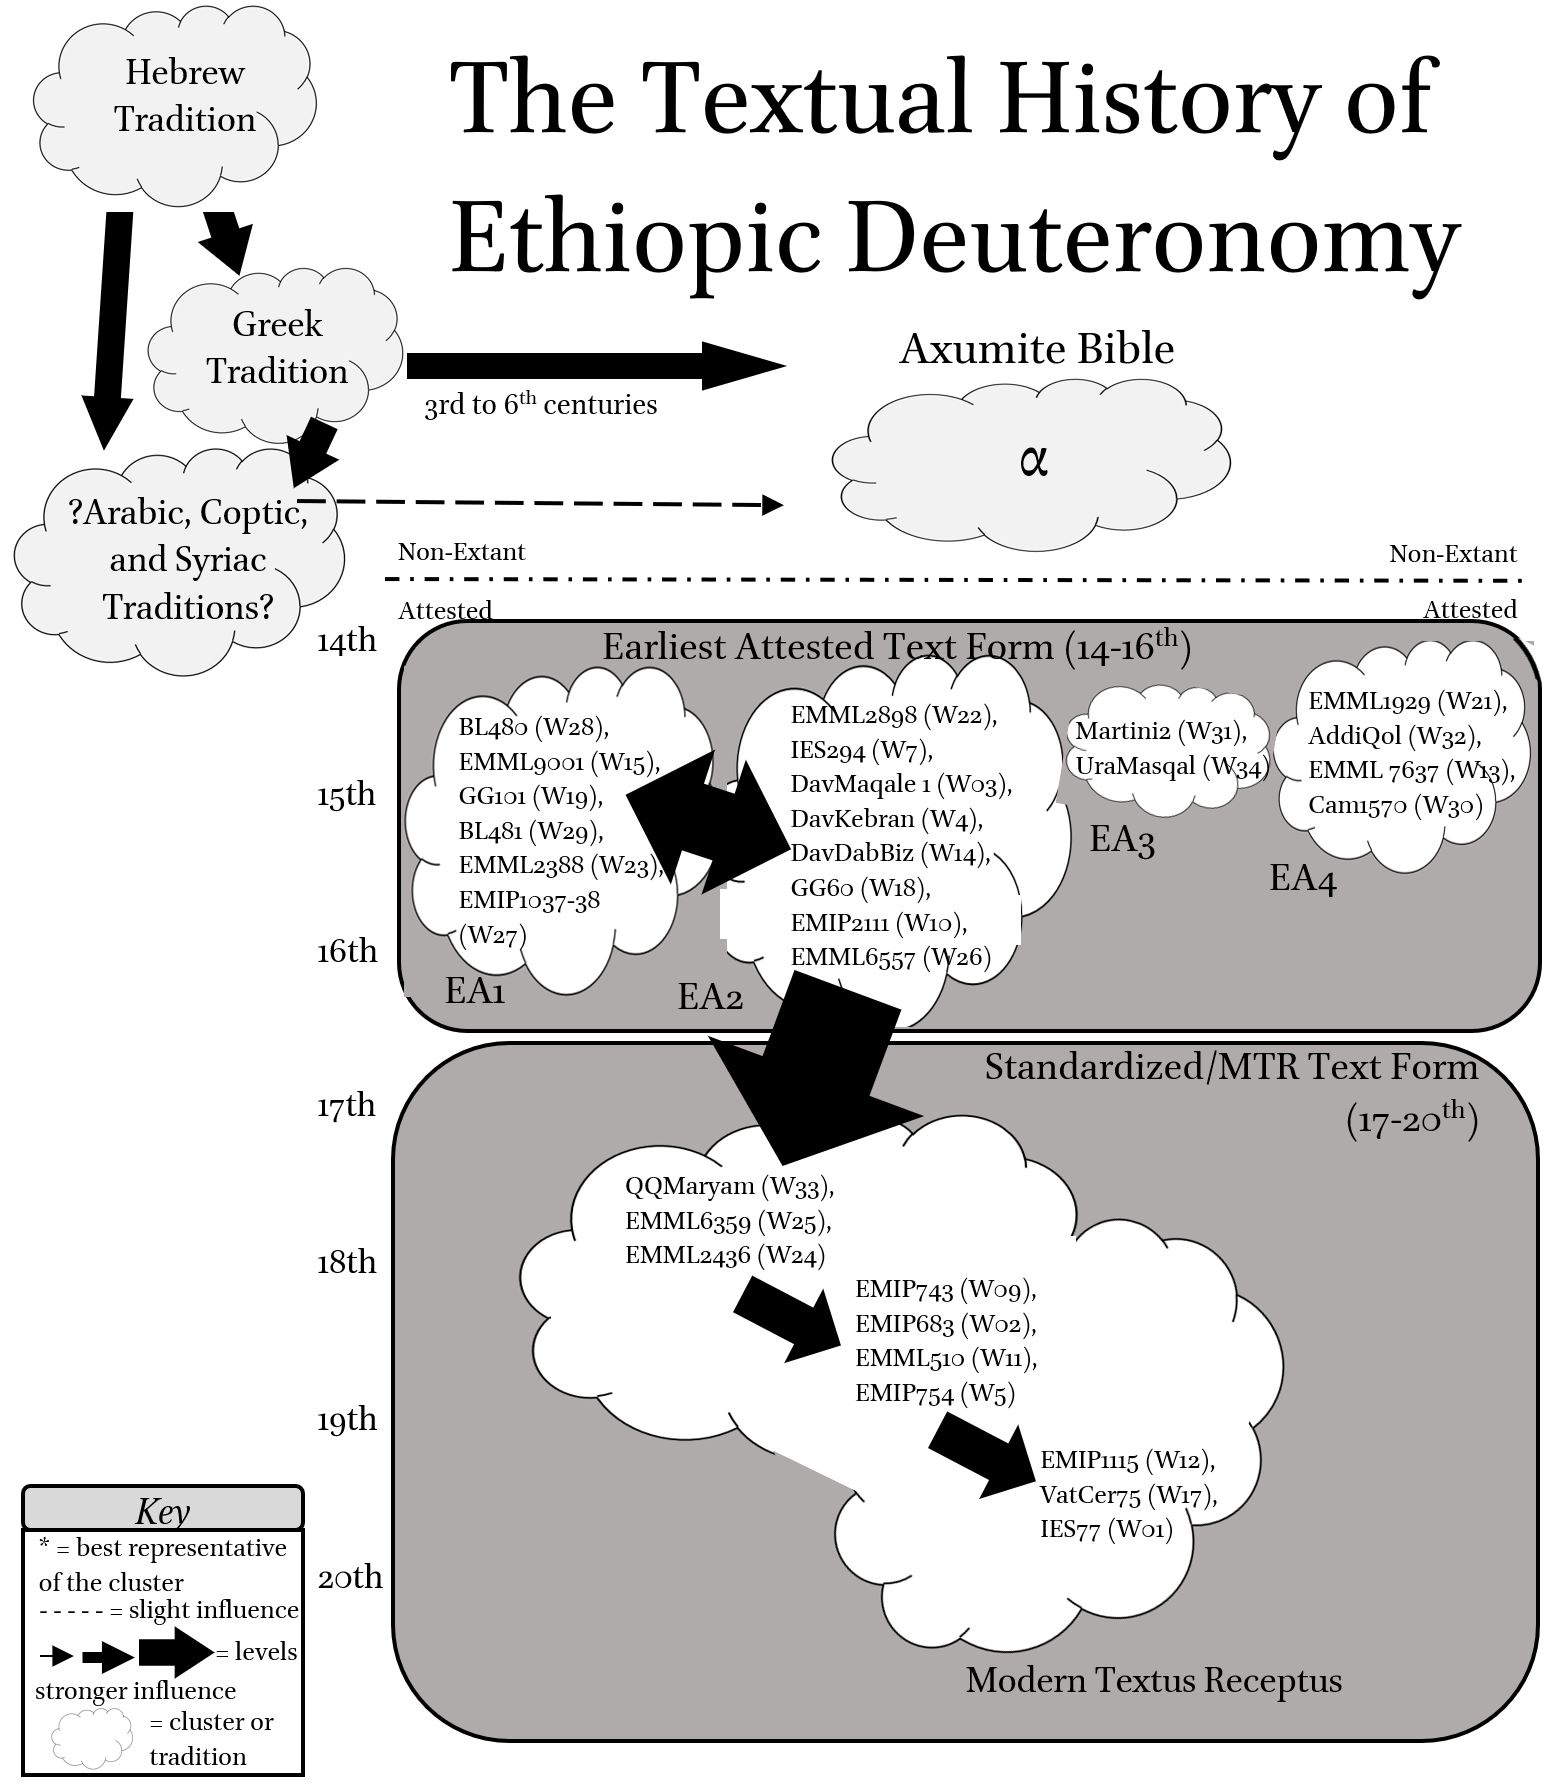 The Textual History of
Ethiopic Deuteronomy
Hebrew
Tradition
Greek
Tradition
3rd to 6th centuries
?Arabic, Coptic,
and Syriac
Traditions?
Axumite Bible
α
Non-Extant
Non-Extant
Attested
Attested
14th
15th
16th
17th
18th
19th
20th
Earliest Attested Text Form (14-16th)
BL480 (W28),
EMML9001 (W15),
GG101 (W19),
BL481 (W29),
EMML2388 (W23),
EMIP1037-38
(W27)
EA1
EMML2898 (W22),
IES294 (W7),
DavMaqale 1 (W03),
DavKebran (W4),
DavDabBiz (W14),
GG60 (W18),
EMIP2111 (W10),
EMML6557 (W26)
EA2
Martini2 (W31),
UraMasqal (W34)
EA3
EMML1929 (W21),
AddiQol (W32),
EMML 7637 (W13),
Cam1570 (W30)
EA4
Standardized/MTR Text Form
(17-20th)
QQMaryam (W33),
EMML6359 (W25),
EMML2436 (W24)
EMIP743 (W09),
EMIP683 (W02),
EMML510 (W11),
EMIP754 (W5)
EMIP1115 (W12),
VatCer75 (W17),
IES77 (W01)
Modern Textus Receptus
Key
* = best representative
of the cluster
- - - - - = slight influence
= levels
stronger influence
= cluster or
tradition